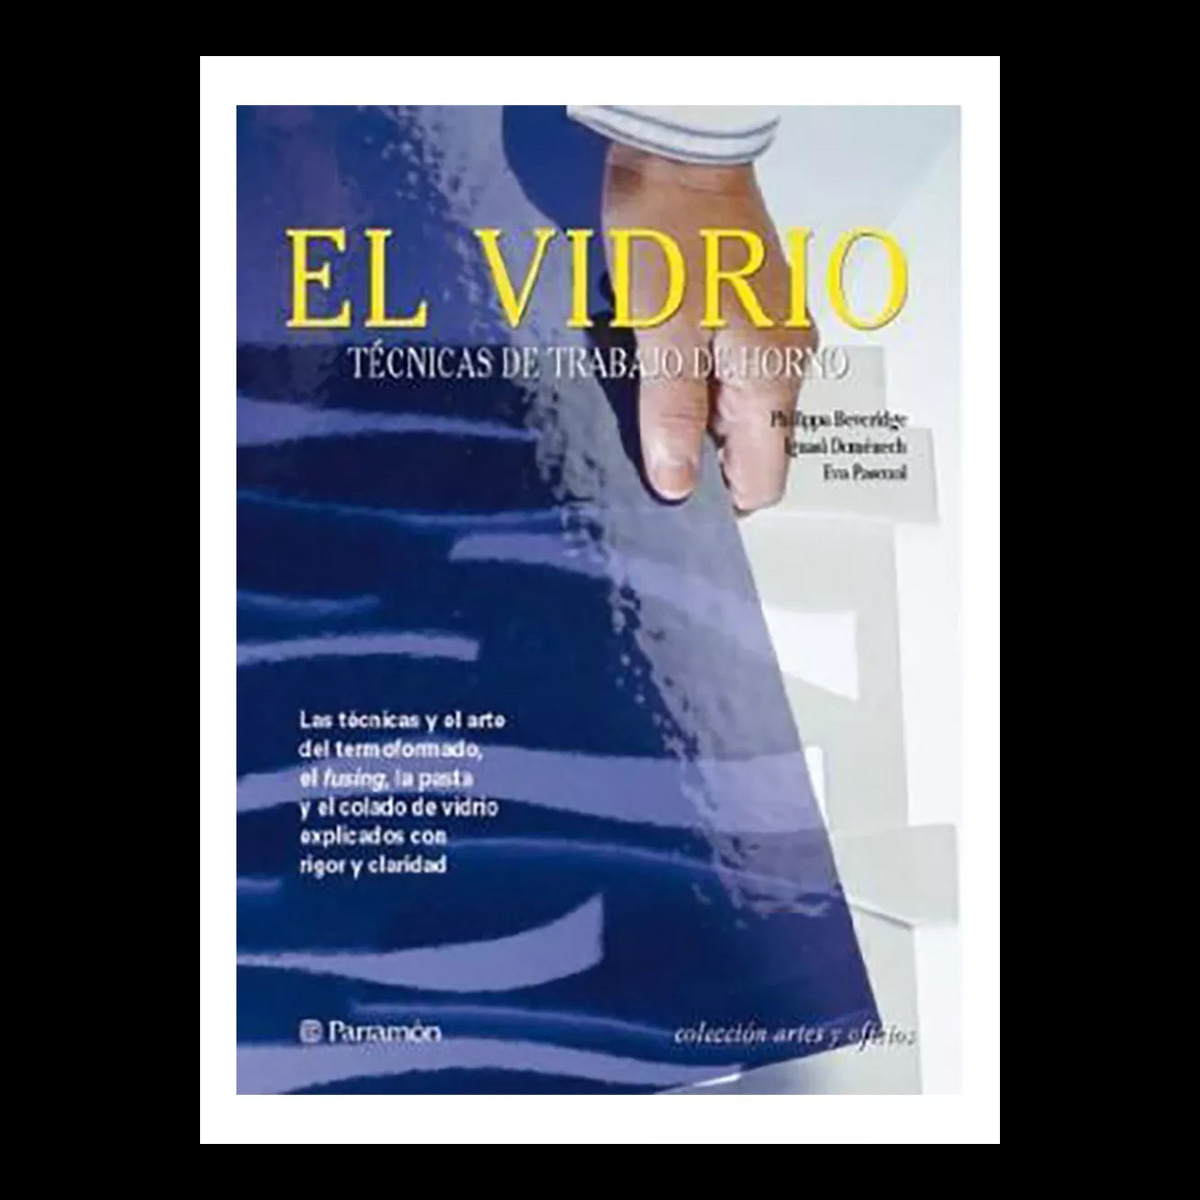 EL VIDRIO
TÉCNICAS DE TRABAJO DE HORNO
Philippa Beveridge
Ignasi Doménech
Eva Pascual
Las técnicas y el arte
del termoformado,
el fusing, la pasta
y el colado de vidrio
explicados con
rigor y claridad
Parramón
colección artes y oficios